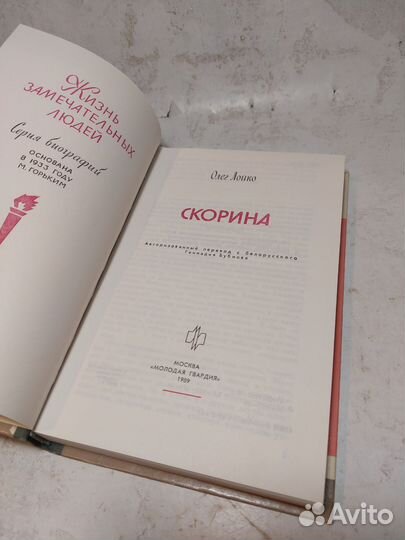 Жизнь
ЗАМЕЧАТЕЛЬНЫХ
ЛЮДЕЙ
Серия биографий
ОСНОВАНА
В 1933 ГОДУ
М. ГОРЬКИМ
Олег Лойко
СКОРИНА
Авторизованный перевод с белорусского
Геннадия Бубнова
МОСКВА
«МОЛОДАЯ ГВАРДИЯ»
1989
Avito